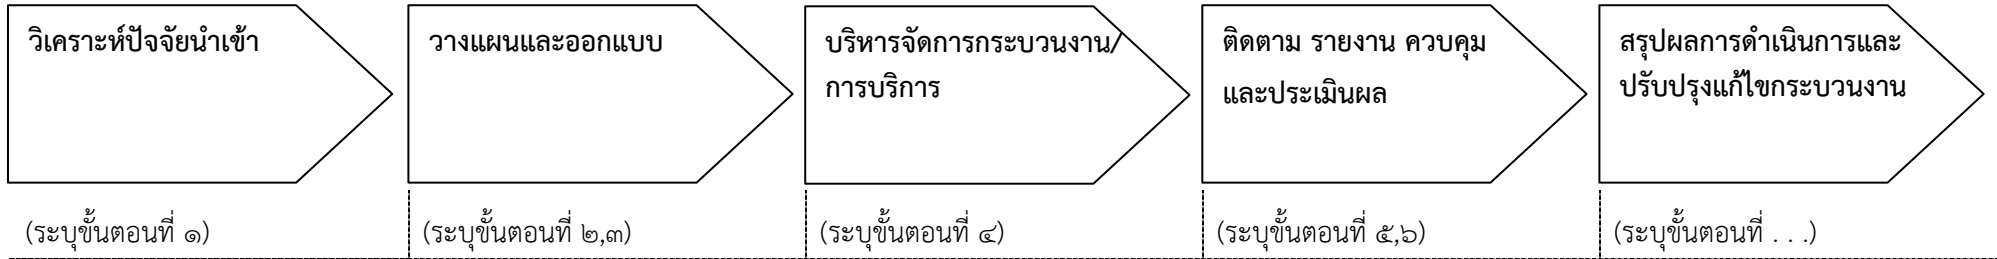 วิเคราะห์ปัจจัยนำเข้า
วางแผนและออกแบบ
บริหารจัดการกระบวนงาน/
การบริการ
ติดตาม รายงาน ควบคุม
และประเมินผล
สรุปผลการดำเนินการและ
ปรับปรุงแก้ไขกระบวนงาน
(ระบุขั้นตอนที่ ๑)
(ระบุขั้นตอนที่ ๒,๓)
(ระบุขั้นตอนที่ ๔)
(ระบุขั้นตอนที่ ๕,๖)
(ระบุขั้นตอนที่ . . .)